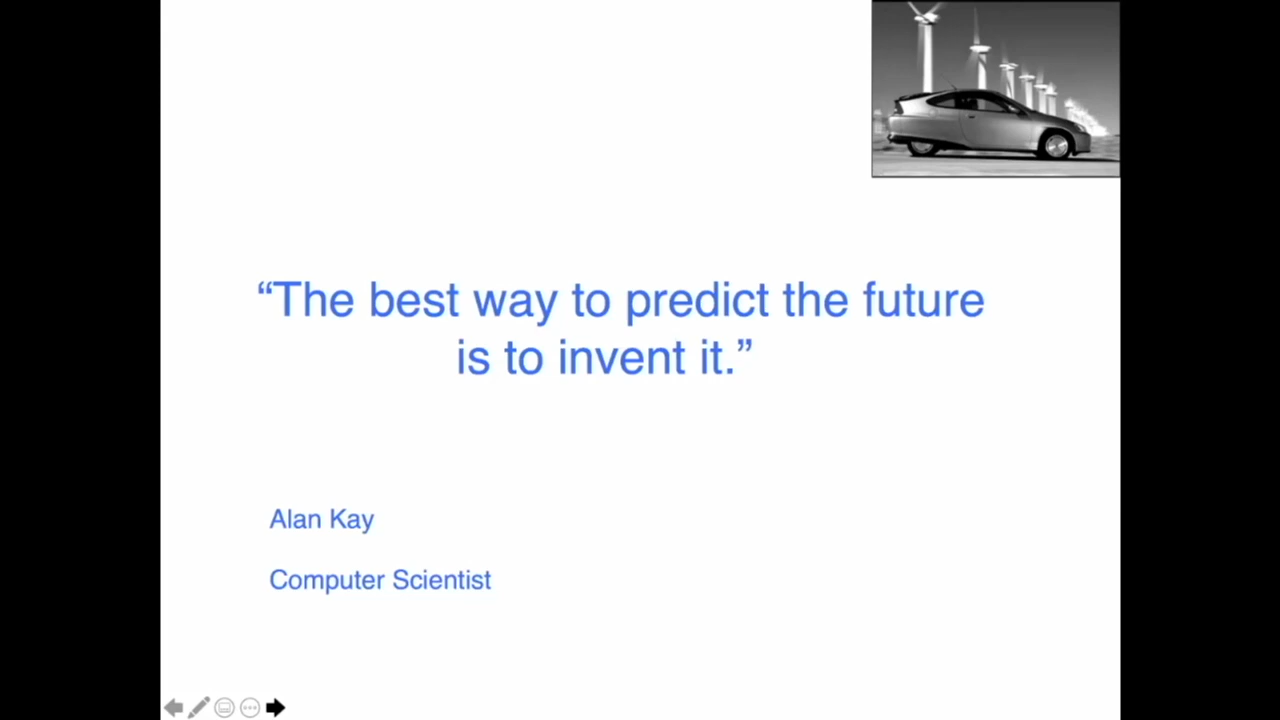 “The best way to predict the future
is to invent it.”
Alan Kay
Computer Scientist